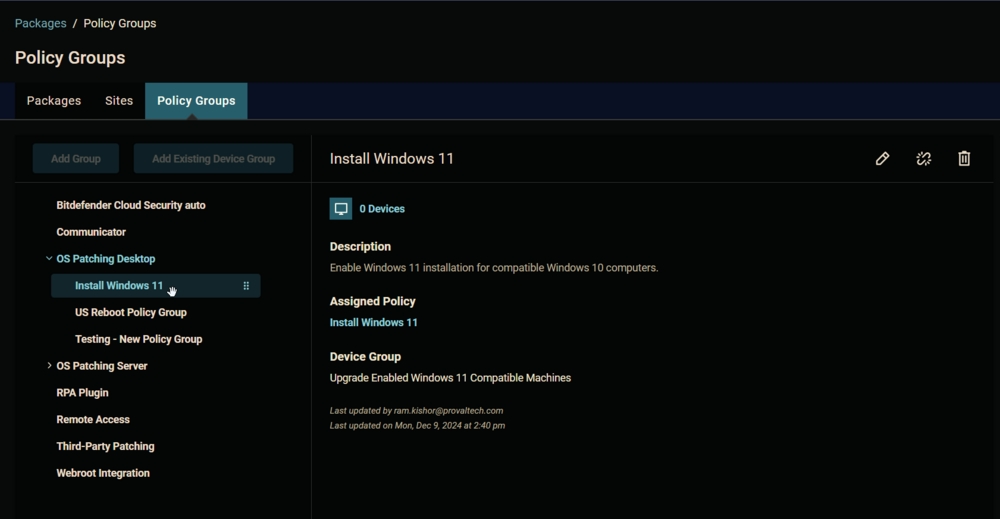 Packages / Policy Groups
Policy Groups
Packages Sites Policy Groups
Add Group Add Existing Device Group
Bitdefender Cloud Security auto
Communicator
OS Patching Desktop
Install Windows 11
US Reboot Policy Group
Testing - New Policy Group
OS Patching Server
RPA Plugin
Remote Access
Third-Party Patching
Webroot Integration
Install Windows 11
0 Devices
Description
Enable Windows 11 installation for compatible Windows 10 computers.
Assigned Policy
Install Windows 11
Device Group
Upgrade Enabled Windows 11 Compatible Machines
Last updated by ram.kishor@provaltech.com
Last updated on Mon, Dec 9, 2024 at 2:40 pm